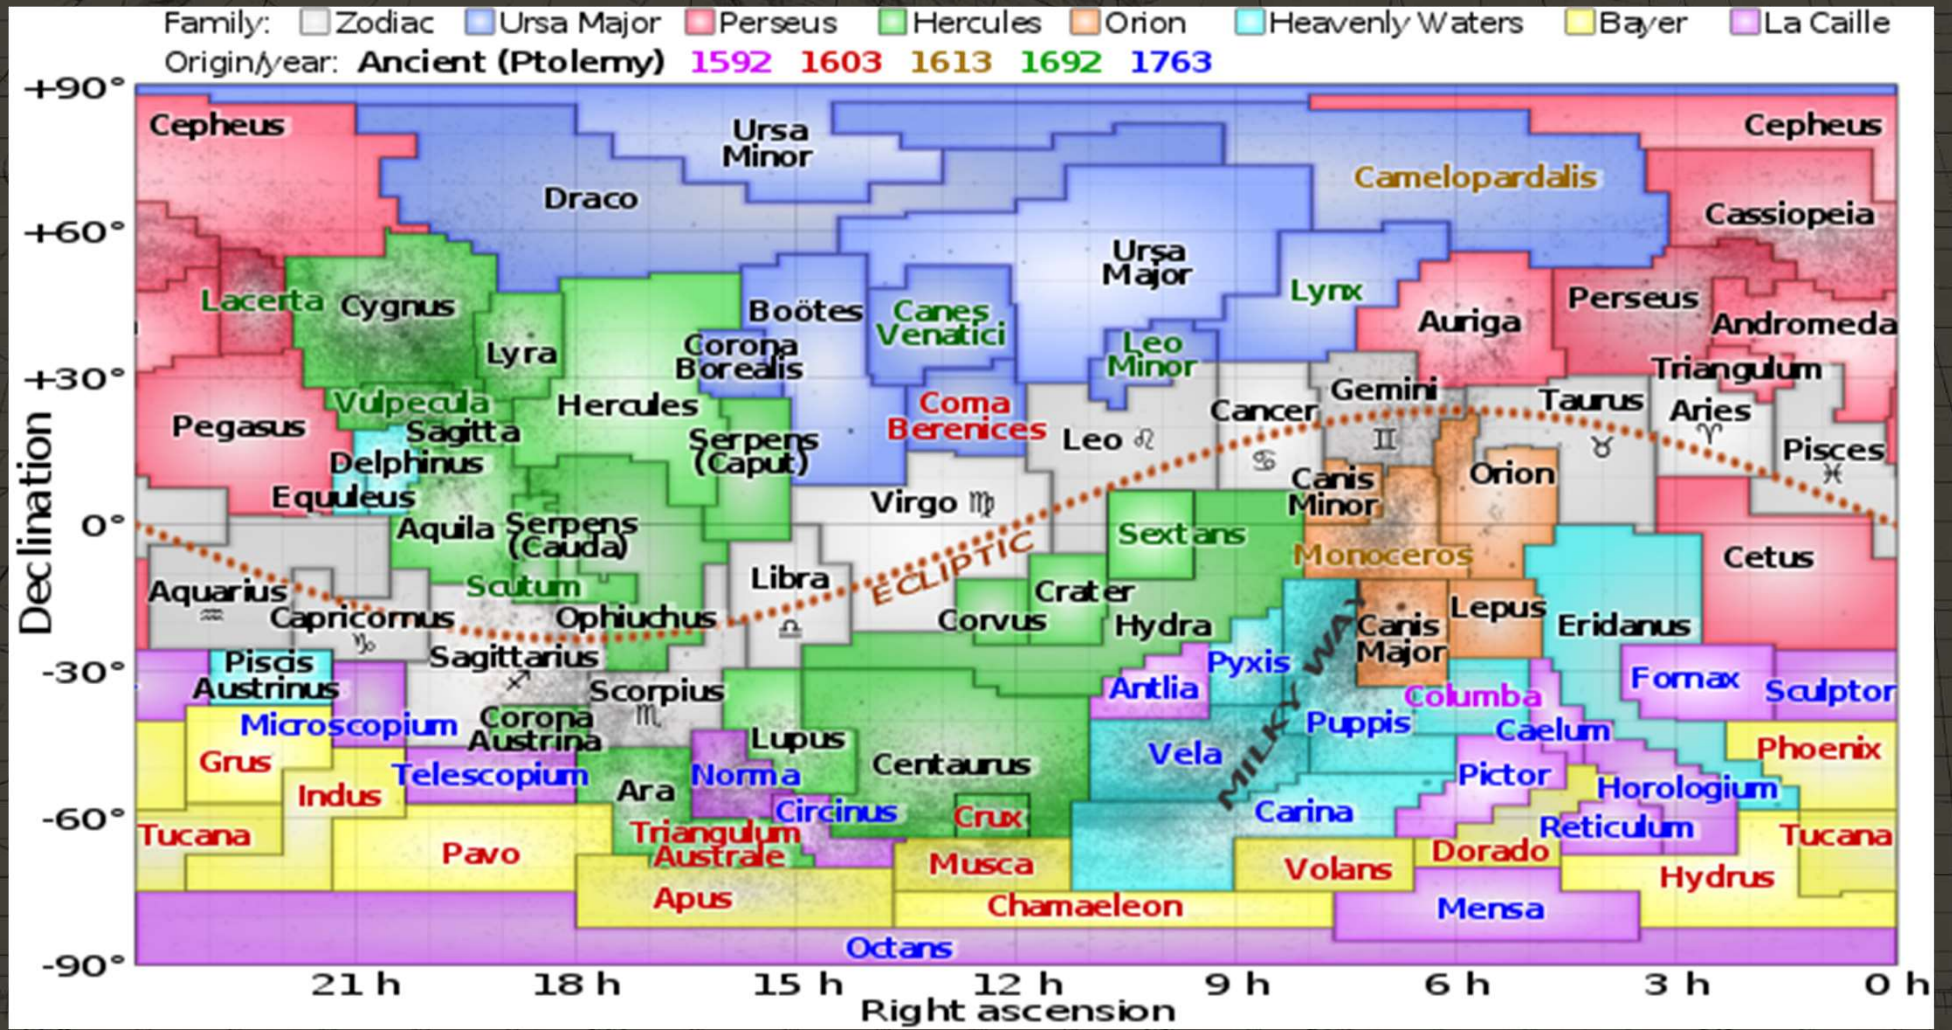 Family: Zodiac Ursa Major Perseus Hercules Orion Heavenly Waters Bayer La Caille
Origin/year: Ancient (Ptolemy) 1592 1603 1613 1692 1763
Declination
+90°
+60°
+30°
0°
-30°
-60°
-90°
Cepheus
Ursa
Minor
Cepheus
Draco
Camelopardalis
Cassiopeia
Ursa
Major
Lacerta
Cygnus
Boötes
Canes
Venatici
Lynx
Perseus
Auriga
Andromeda
Lyra
Corona
Borealis
Leo
Minor
Triangulum
Vulpecula
Hercules
Coma
Berenices
Gemini
Cancer
Taurus
Aries ♈
Pegasus
Sagitta
Serpens
(Caput)
Leo ♌
♋
♊
♉
Pisces
♓
Delphinus
Equuleus
Aquila
Serpens
(Cauda)
Virgo ♍
Canis
Minor
Orion
Sextans
ECLIPTIC
Monoceros
Cetus
Aquarius
♒
Scutum
Libra
♎
Crater
Capricornus
♑
Ophiuchus
Corvus
Hydra
Canis
Major
Lepus
Eridanus
Sagittarius
♐
Piscis
Austrinus
Scorpius
♏
Antlia
Pyxis
MILKY WAY
Columba
Fornax
Sculptor
Microscopium
Corona
Austrina
Lupus
Puppis
Caelum
Grus
Telescopium
Norma
Centaurus
Vela
Pictor
Phoenix
Indus
Ara
Circinus
Crux
Carina
Horologium
Tucana
Triangulum
Australe
Reticulum
Tucana
Pavo
Musca
Volans
Dorado
Hydrus
Apus
Chamaeleon
Mensa
Octans
21 h 18 h 15 h 12 h 9 h 6 h 3 h 0 h
Right ascension